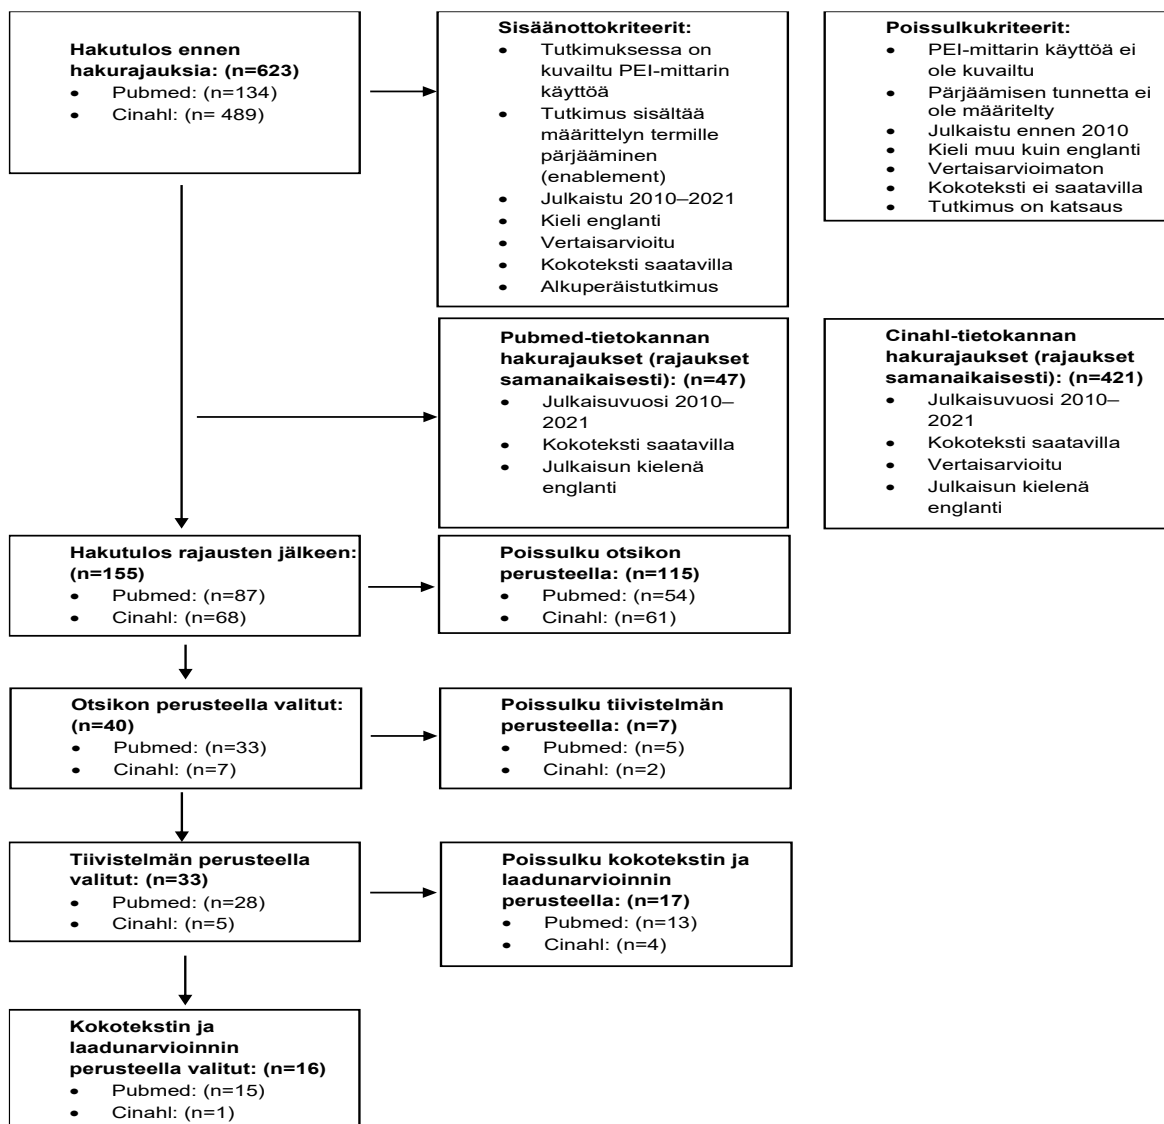 Hakutulos ennen
hakurajauksia: (n=623)
• Pubmed: (n=134)
• Cinahl: (n= 489)
Sisäänottokriteerit:
• Tutkimuksessa on
kuvailtu PEI-mittarin
käyttöä
• Tutkimus sisältää
määrittelyn termille
pärjääminen
(enablement)
• Julkaistu 2010–2021
• Kieli englanti
• Vertaisarvioitu
• Kokoteksti saatavilla
• Alkuperäistutkimus
Poissulkukriteerit:
• PEI-mittarin käyttöä ei
ole kuvailtu
• Pärjäämisen tunnetta ei
ole määritelty
• Julkaistu ennen 2010
• Kieli muu kuin englanti
• Vertaisarvioimaton
• Kokoteksti ei saatavilla
• Tutkimus on katsaus
Pubmed-tietokannan
hakurajaukset (rajaukset
samanaikaisesti): (n=47)
• Julkaisuvuosi 2010–
2021
• Kokoteksti saatavilla
• Julkaisun kielenä
englanti
Cinahl-tietokannan
hakurajaukset (rajaukset
samanaikaisesti): (n=421)
• Julkaisuvuosi 2010–
2021
• Kokoteksti saatavilla
• Vertaisarvioitu
• Julkaisun kielenä
englanti
Hakutulos rajausten jälkeen:
(n=155)
• Pubmed: (n=87)
• Cinahl: (n=68)
Poissulku otsikon
perusteella: (n=115)
• Pubmed: (n=54)
• Cinahl: (n=61)
Otsikon perusteella valitut:
(n=40)
• Pubmed: (n=33)
• Cinahl: (n=7)
Poissulku tiivistelmän
perusteella: (n=7)
• Pubmed: (n=5)
• Cinahl: (n=2)
Tiivistelmän perusteella
valitut: (n=33)
• Pubmed: (n=28)
• Cinahl: (n=5)
Poissulku kokotekstin ja
laadunarvioinnin
perusteella: (n=17)
• Pubmed: (n=13)
• Cinahl: (n=4)
Kokotekstin ja
laadunarvioinnin
perusteella valitut: (n=16)
• Pubmed: (n=15)
• Cinahl: (n=1)